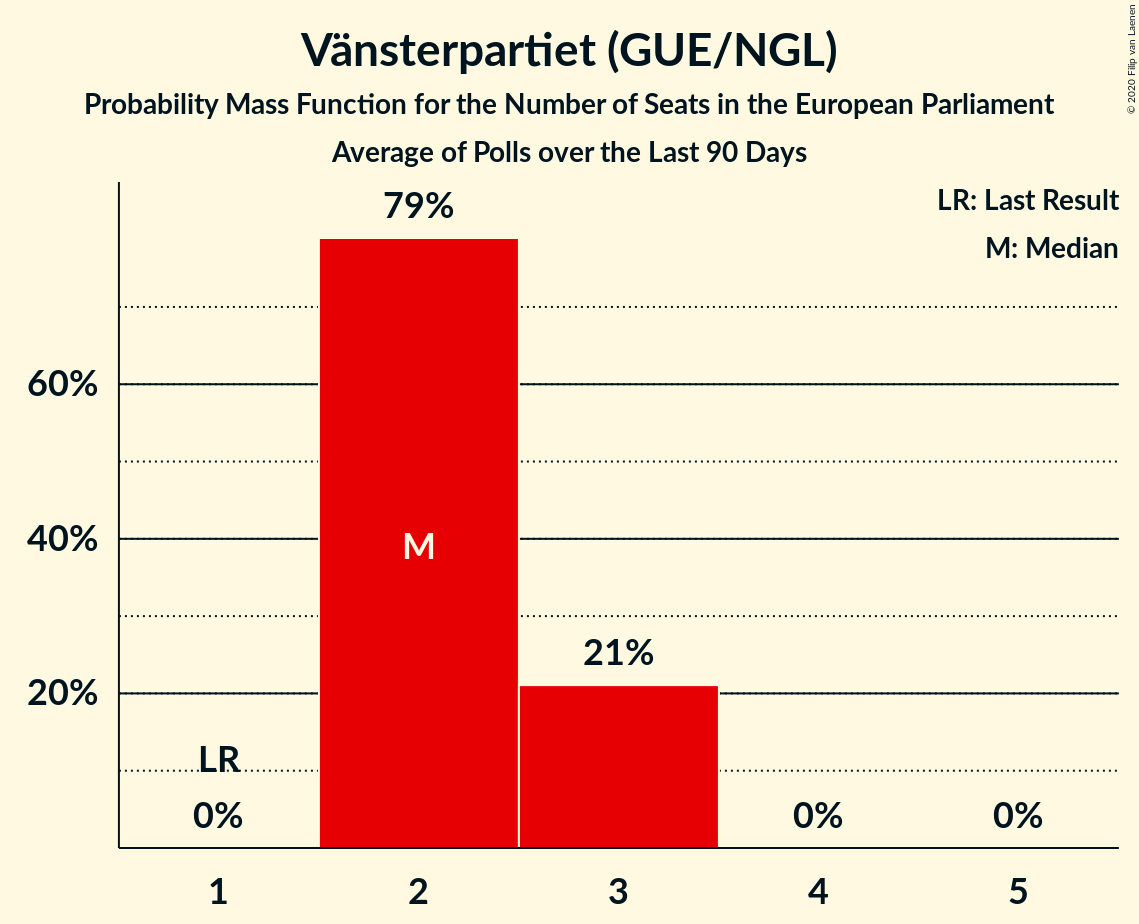 Vänsterpartiet (GUE/NGL)
Probability Mass Function for the Number of Seats in the European Parliament
Average of Polls over the Last 90 Days
© 2020 Filip van Laenen
LR: Last Result
M: Median
79%
60%
40%
M
21%
20%
LR
0%
0%
0%
1
2
3
4
5